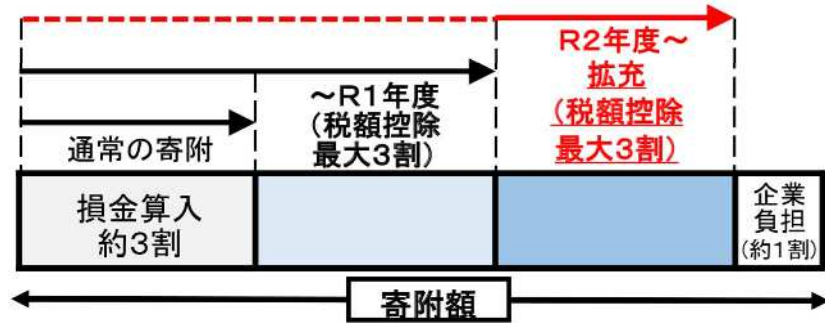 R2年度～
拡充
(税額控除
最大3割)
～R1年度
(税額控除
最大3割)
通常の寄附
損金算入
約3割
企業
負担
(約1割)
寄附額